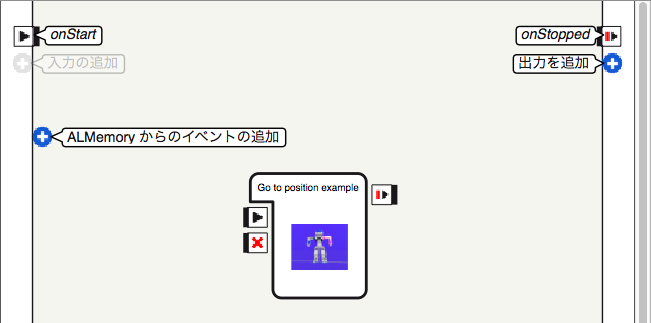 onStart
onStopped
入力の追加
出力を追加
ALMemory からのイベントの追加
Go to position example